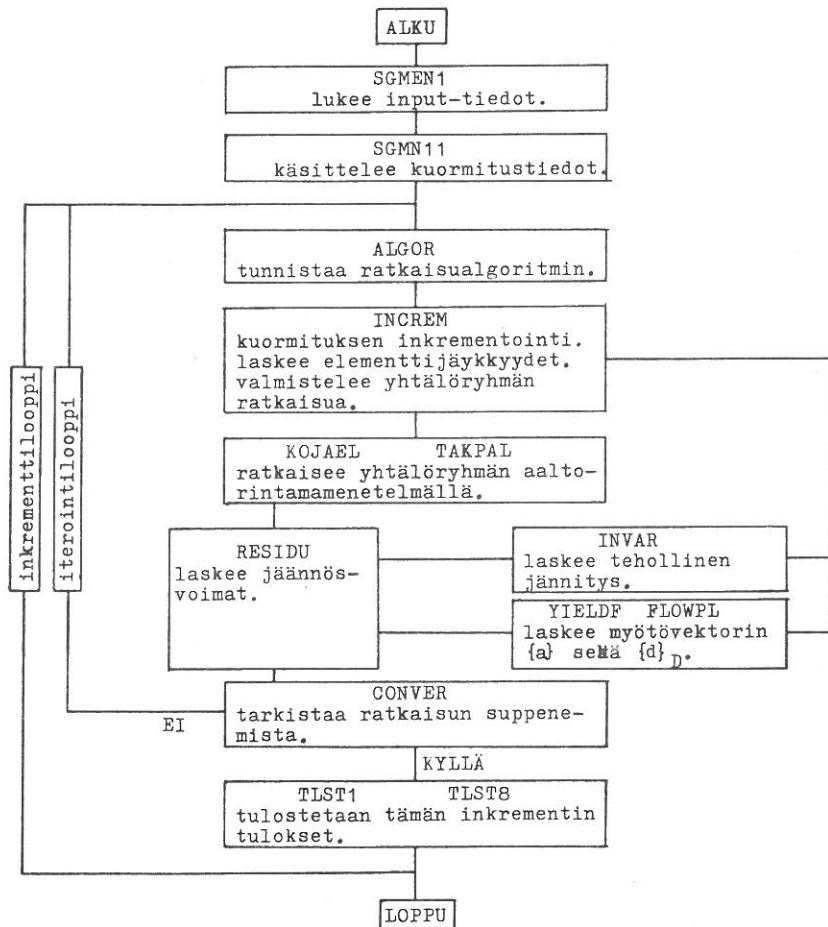 ALKU
SGMEN1
lukee input-tiedot.
SGMN11
käsittelee kuormitustiedot.
ALGOR
tunnistaa ratkaisualgoritmin.
INCREM
kuormituksen inkrementointi.
laskee elementtijäykkyydet.
valmistelee yhtälöryhmän
ratkaisua.
inkrementtilooppi
iterointilooppi
KOJAEL TAKPAL
ratkaisee yhtälöryhmän aalto-
rintamamenetelmällä.
RESIDU
laskee jäännös-
voimat.
INVAR
laskee tehollinen
jännitys.
YIELDF FLOWPL
laskee myötövektorin
{a} sekä {d}D.
CONVER
tarkistaa ratkaisun suppene-
mista.
EI
KYLLÄ
TLST1 TLST8
tulostetaan tämän inkrementin
tulokset.
LOPPU